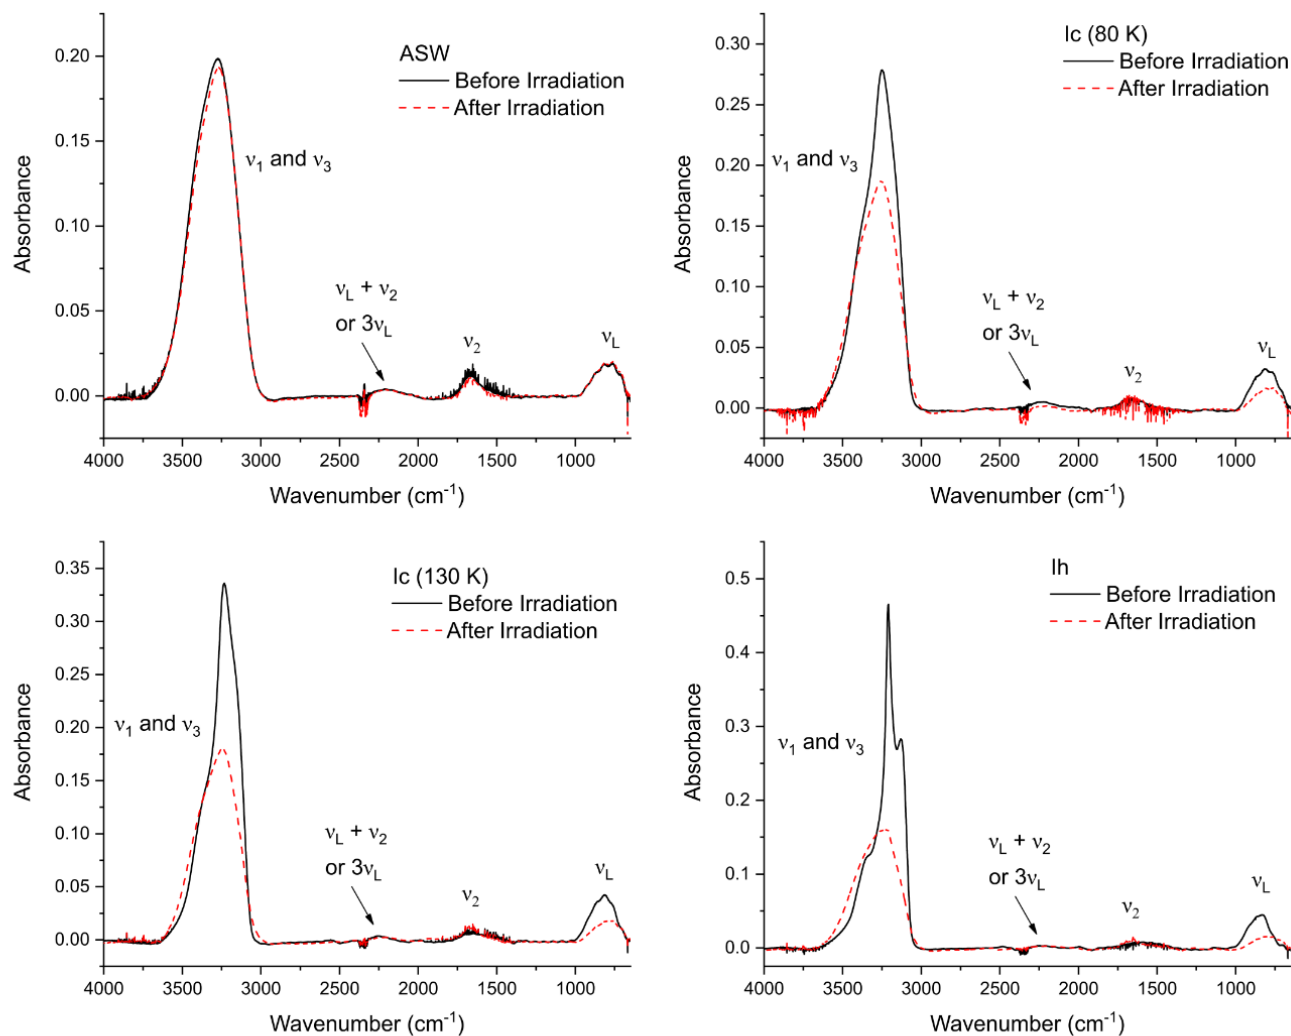 ASW
Before Irradiation
After Irradiation
ν1 and ν3
νL + ν2
or 3νL
ν2
νL
0.20
0.15
0.10
0.05
0.00
Absorbance
4000 3500 3000 2500 2000 1500 1000
Wavenumber (cm-1)
Ic (80 K)
Before Irradiation
After Irradiation
ν1 and ν3
νL + ν2
or 3νL
ν2
νL
0.30
0.25
0.20
0.15
0.10
0.05
0.00
Absorbance
4000 3500 3000 2500 2000 1500 1000
Wavenumber (cm-1)
Ic (130 K)
Before Irradiation
After Irradiation
ν1 and ν3
νL + ν2
or 3νL
ν2
νL
0.35
0.30
0.25
0.20
0.15
0.10
0.05
0.00
Absorbance
4000 3500 3000 2500 2000 1500 1000
Wavenumber (cm-1)
Ih
Before Irradiation
After Irradiation
ν1 and ν3
νL + ν2
or 3νL
ν2
νL
0.5
0.4
0.3
0.2
0.1
0.0
Absorbance
4000 3500 3000 2500 2000 1500 1000
Wavenumber (cm-1)